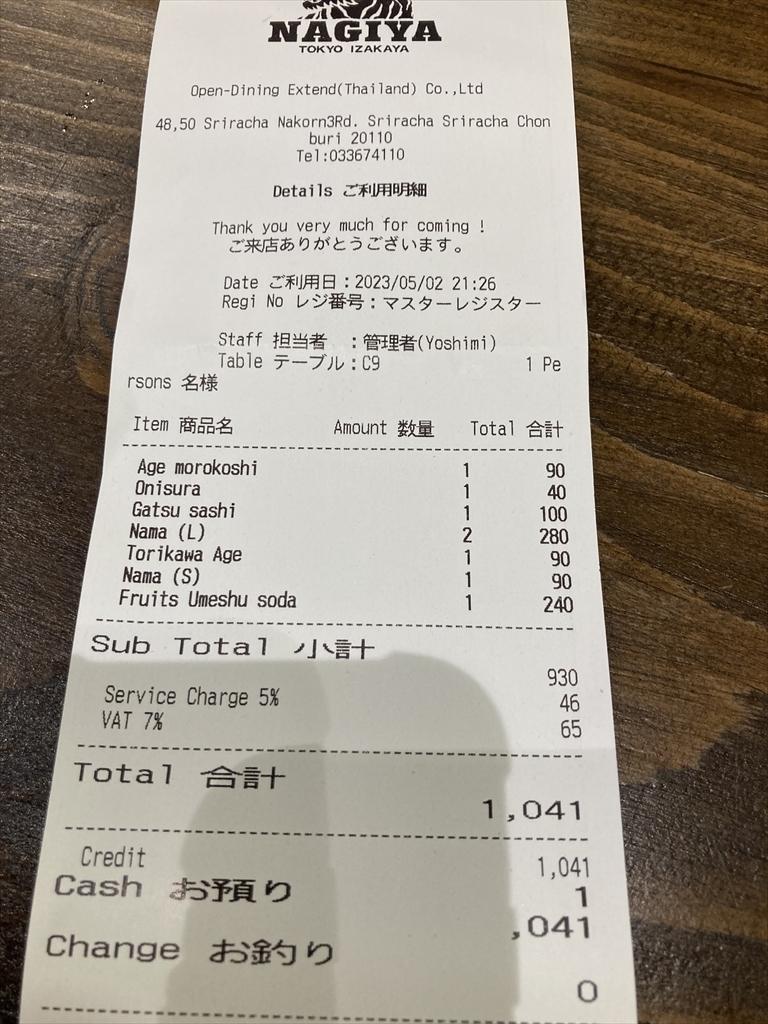 NAGIYA
TOKYO IZAKAYA
Open-Dining Extend(Thailand) Co.,Ltd
48,50 Sriracha Nakorn3Rd. Sriracha Sriracha Chon
buri 20110
Tel:033674110
Details ご利用明細
Thank you very much for coming !
ご来店ありがとうございます。
Date ご利用日：2023/05/02 21:26
Regi No レジ番号：マスターレジスター
Staff 担当者 ：管理者(Yoshimi)
Table テーブル：C9 1 Pe
rsons 名様
Item 商品名 Amount 数量 Total 合計
Age morokoshi 1 90
Onisura 1 40
Gatsu sashi 1 100
Nama (L) 2 280
Torikawa Age 1 90
Nama (S) 1 90
Fruits Umeshu soda 1 240
Sub Total 小計
930
Service Charge 5% 46
VAT 7% 65
Total 合計
1,041
Credit 1,041
Cash お預り 1
,041
Change お釣り
0